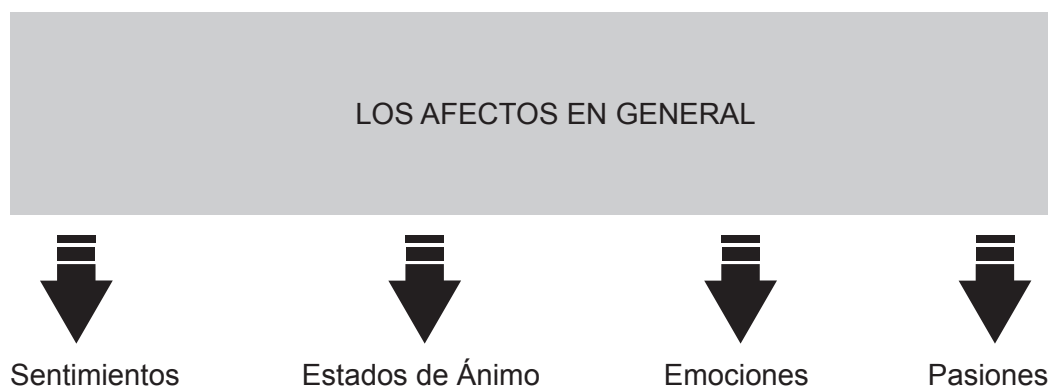 LOS AFECTOS EN GENERAL
Sentimientos Estados de Ánimo Emociones Pasiones